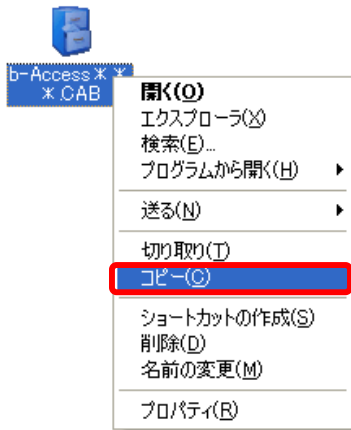 b-Access＊＊
＊.CAB
開く(O)
エクスプローラ(X)
検索(E)...
プログラムから開く(H)
送る(N)
切り取り(T)
コピー(C)
ショートカットの作成(S)
削除(D)
名前の変更(M)
プロパティ(R)